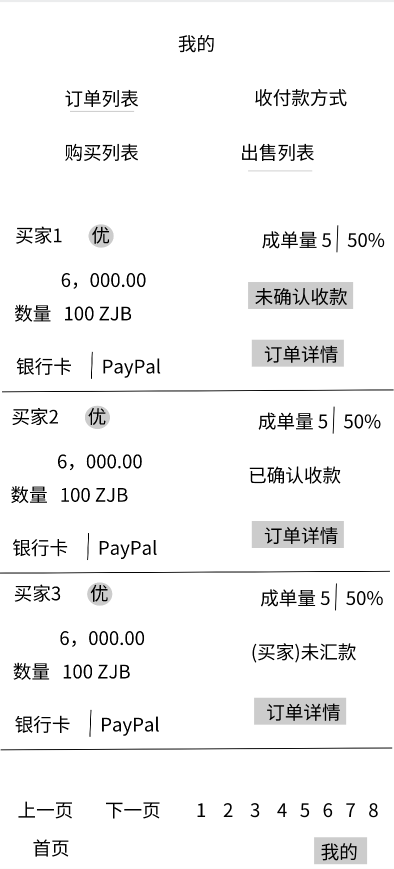 我的
订单列表 收付款方式
购买列表 出售列表
买家1 优 成单量 5 | 50%
6，000.00
未确认收款
数量 100 ZJB
订单详情
银行卡 | PayPal
买家2 优 成单量 5 | 50%
6，000.00
已确认收款
数量 100 ZJB
订单详情
银行卡 | PayPal
买家3 优 成单量 5 | 50%
6，000.00
(买家)未汇款
数量 100 ZJB
订单详情
银行卡 | PayPal
上一页 下一页 1 2 3 4 5 6 7 8
首页 我的